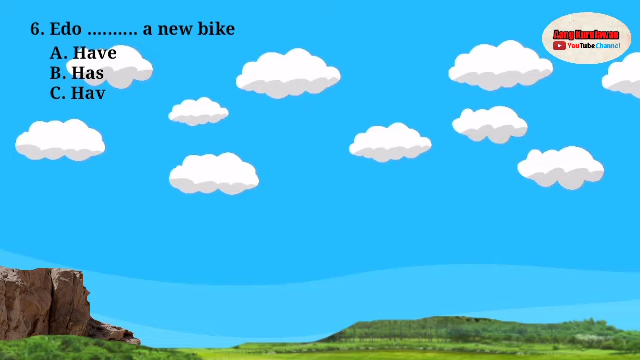 6. Edo .......... a new bike
A. Have
B. Has
C. Hav
Aang Kurniawan
YouTube Channel